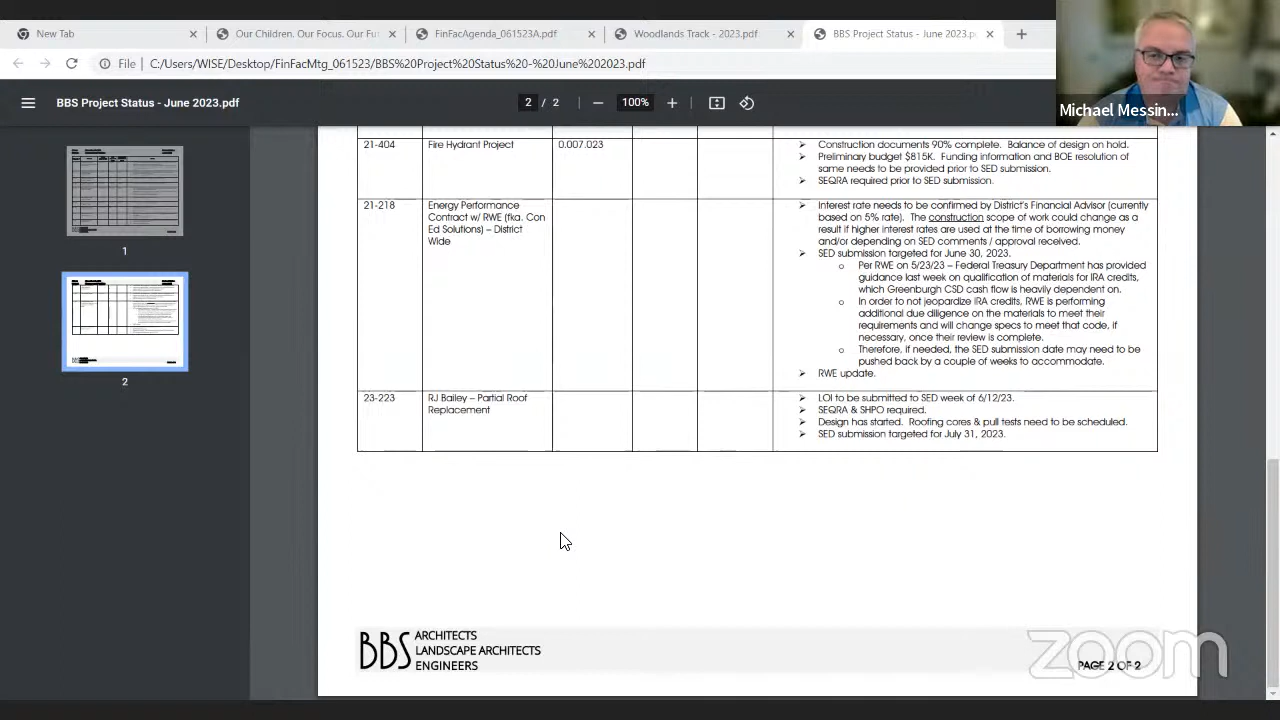 New Tab
Our Children. Our Focus. Our Fu
FinFacAgenda_061523A.pdf
Woodlands Track - 2023.pdf
BBS Project Status - June 2023.p
File
C:/Users/WISE/Desktop/FinFacMtg_061523/BBS%20Project%20Status%20-%20June%202023.pdf
BBS Project Status - June 2023.pdf
2 / 2
100%
Michael Messin...
1
2
21-404
Fire Hydrant Project
0.007.023
Construction documents 90% complete. Balance of design on hold.
Preliminary budget $815K. Funding information and BOE resolution of
same needs to be provided prior to SED submission.
SEQRA required prior to SED submission.
21-218
Energy Performance
Contract w/ RWE (fka. Con
Ed Solutions) – District
Wide
Interest rate needs to be confirmed by District's Financial Advisor (currently
based on 5% rate). The construction scope of work could change as a
result if higher interest rates are used at the time of borrowing money
and/or depending on SED comments / approval received.
SED submission targeted for June 30, 2023.
o Per RWE on 5/23/23 – Federal Treasury Department has provided
guidance last week on qualification of materials for IRA credits,
which Greenburgh CSD cash flow is heavily dependent on.
o In order to not jeopardize IRA credits, RWE is performing
additional due diligence on the materials to meet their
requirements and will change specs to meet that code, if
necessary, once their review is complete.
o Therefore, if needed, the SED submission date may need to be
pushed back by a couple of weeks to accommodate.
RWE update.
23-223
RJ Bailey – Partial Roof
Replacement
LOI to be submitted to SED week of 6/12/23.
SEQRA & SHPO required.
Design has started. Roofing cores & pull tests need to be scheduled.
SED submission targeted for July 31, 2023.
BBS
ARCHITECTS
LANDSCAPE ARCHITECTS
ENGINEERS
zoom
PAGE 2 OF 2